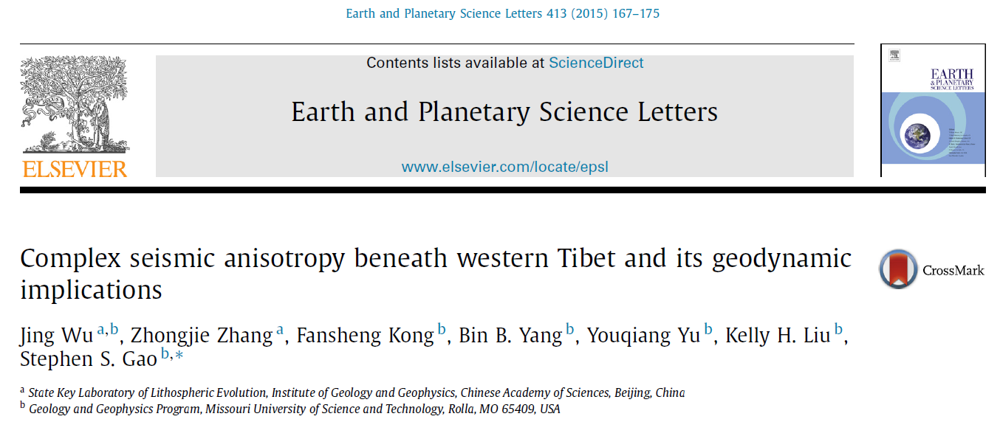 Earth and Planetary Science Letters 413 (2015) 167–175
Contents lists available at ScienceDirect
Earth and Planetary Science Letters
www.elsevier.com/locate/epsl
NON SOLUS
ELSEVIER
EARTH
& PLANETARY
SCIENCE LETTERS
Complex seismic anisotropy beneath western Tibet and its geodynamic
implications
CrossMark
Jing Wu a,b, Zhongjie Zhang a, Fansheng Kong b, Bin B. Yang b, Youqiang Yu b, Kelly H. Liu b,
Stephen S. Gao b,*
a State Key Laboratory of Lithospheric Evolution, Institute of Geology and Geophysics, Chinese Academy of Sciences, Beijing, China
b Geology and Geophysics Program, Missouri University of Science and Technology, Rolla, MO 65409, USA